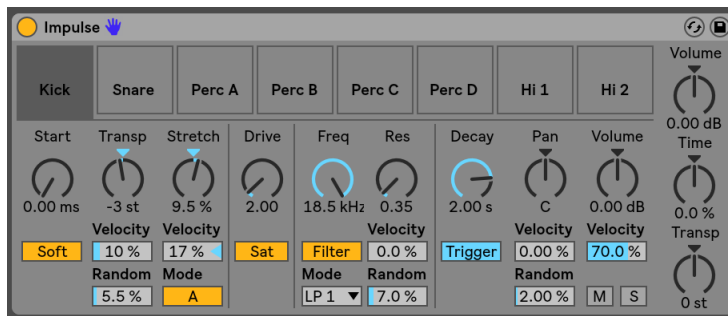 Impulse
Volume
Kick Snare Perc A Perc B Perc C Perc D Hi 1 Hi 2
0.00 dB
Start Transp Stretch Drive Freq Res Decay Pan Volume Time
0.00 ms -3 st 9.5 % 2.00 18.5 kHz 0.35 2.00 s C 0.00 dB
0.0 %
Velocity Velocity Velocity Velocity Velocity Transp
Soft 10 % 17 % Sat Filter 0.0 % Trigger 0.00 % 70.0 %
Random Mode Mode Random Random
5.5 % A LP 1 7.0 % 2.00 % M S 0 st